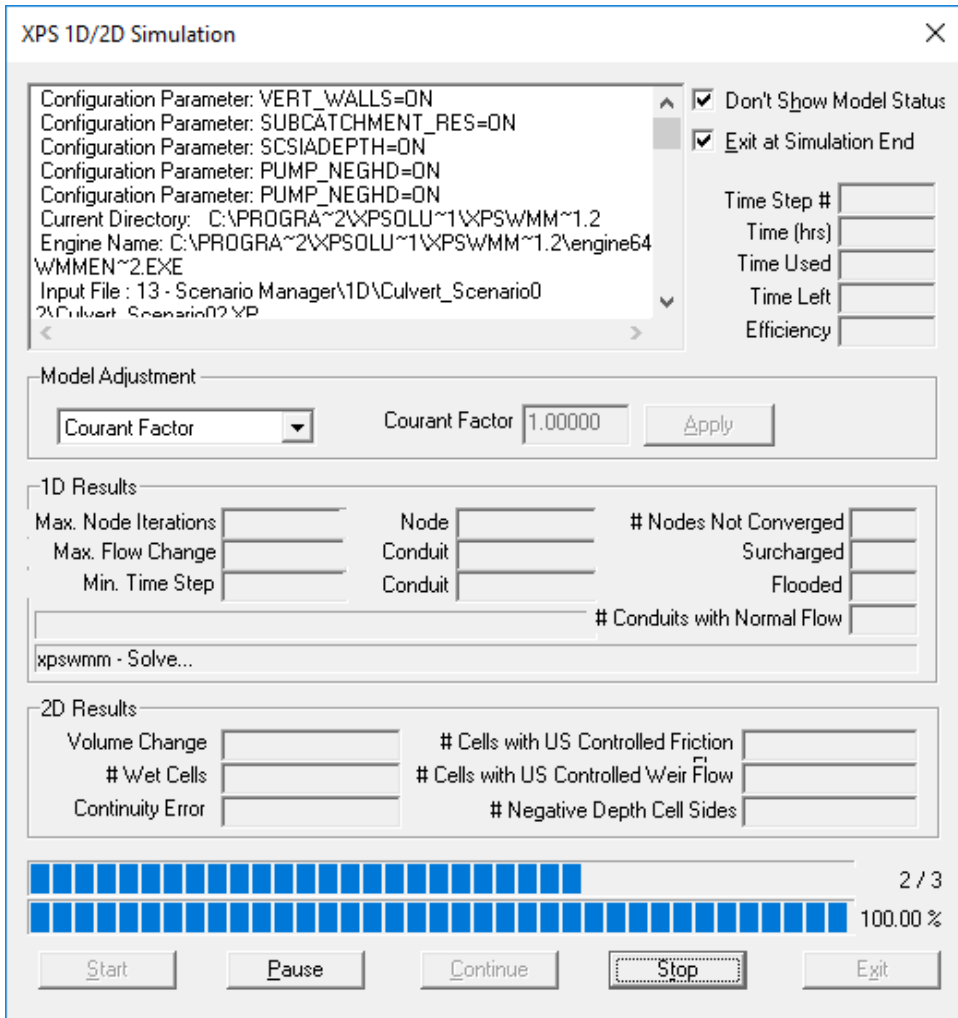 XPS 1D/2D Simulation
Configuration Parameter: VERT_WALLS=ON
Configuration Parameter: SUBCATCHMENT_RES=ON
Configuration Parameter: SCSIADEPTH=ON
Configuration Parameter: PUMP_NEGHD=ON
Configuration Parameter: PUMP_NEGHD=ON
Current Directory: C:\PROGRA~2\XPSOLU~1\XPSWMM~1.2
Engine Name: C:\PROGRA~2\XPSOLU~1\XPSWMM~1.2\engine64
WMMEN~2.EXE
Input File : 13 - Scenario Manager\1D\Culvert_Scenario0
2\Culvert_Scenario02.XP
Don't Show Model Status
Exit at Simulation End
Time Step #
Time (hrs)
Time Used
Time Left
Efficiency
Model Adjustment
Courant Factor
Courant Factor 1.00000
Apply
1D Results
Max. Node Iterations Node # Nodes Not Converged
Max. Flow Change Conduit Surcharged
Min. Time Step Conduit Flooded
# Conduits with Normal Flow
xpswmm - Solve...
2D Results
Volume Change # Cells with US Controlled Friction
# Wet Cells # Cells with US Controlled Weir Flow
Continuity Error # Negative Depth Cell Sides
2 / 3
100.00 %
Start Pause Continue Stop Exit